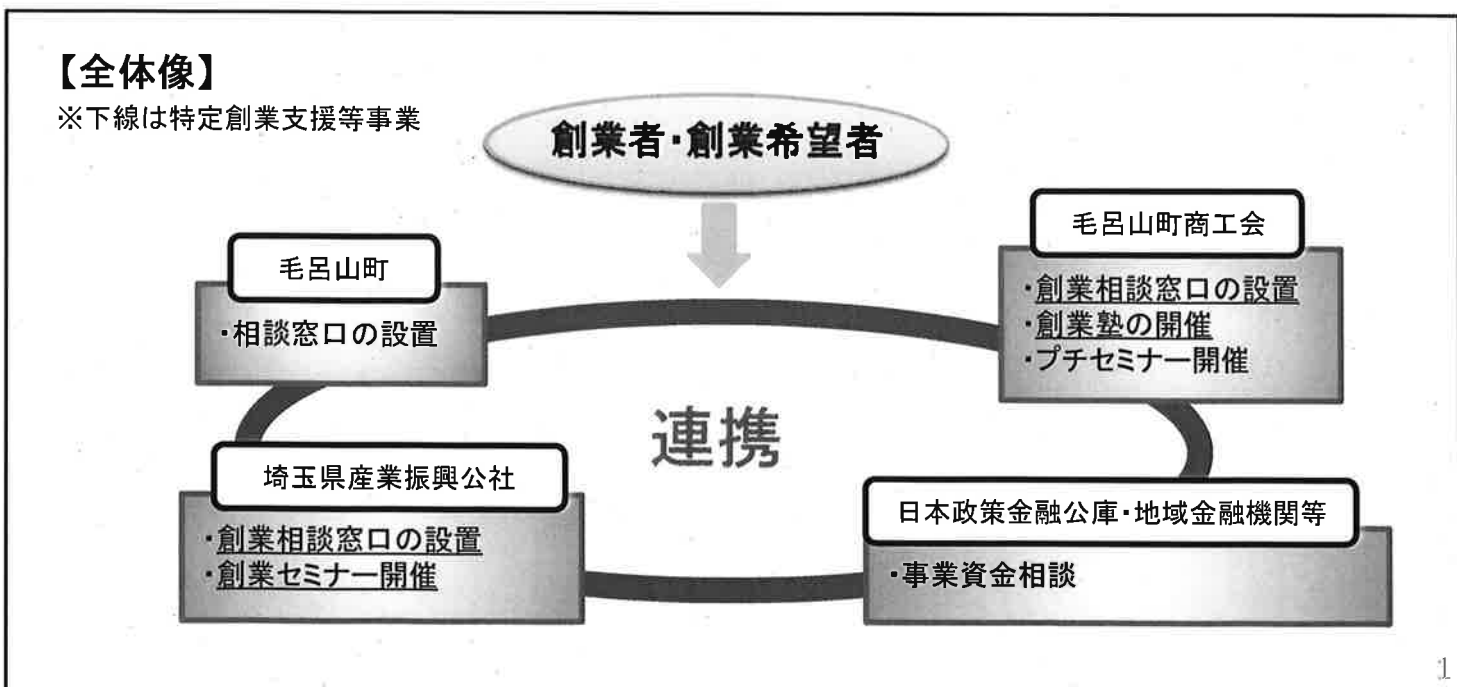 【全体像】
※下線は特定創業支援等事業
創業者・創業希望者
毛呂山町
・相談窓口の設置
毛呂山町商工会
・創業相談窓口の設置
・創業塾の開催
・プチセミナー開催
連携
埼玉県産業振興公社
・創業相談窓口の設置
・創業セミナー開催
日本政策金融公庫・地域金融機関等
・事業資金相談
1